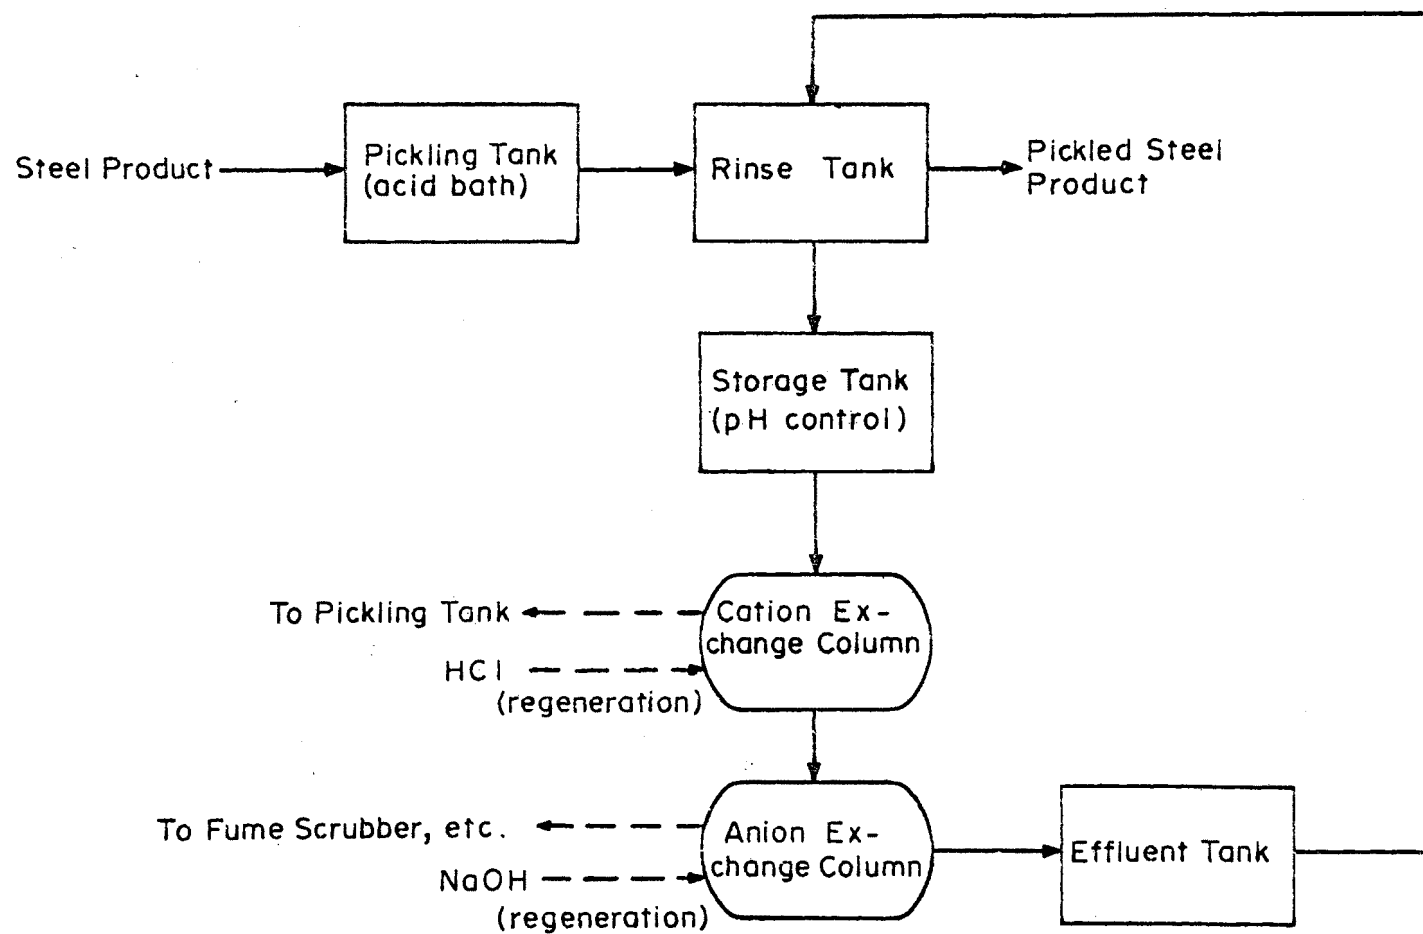 Steel Product
Pickling Tank
(acid bath)
Rinse Tank
Pickled Steel
Product
Storage Tank
(pH control)
To Pickling Tank
Cation Ex-
change Column
HCl
(regeneration)
To Fume Scrubber, etc.
Anion Ex-
change Column
NaOH
(regeneration)
Effluent Tank